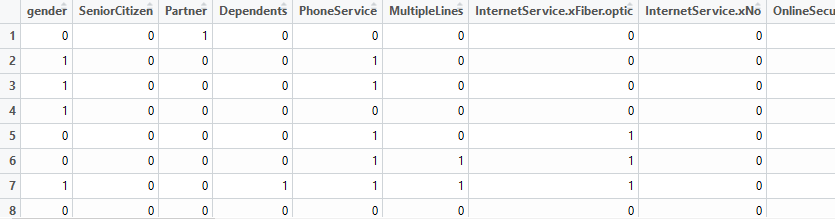 gender SeniorCitizen Partner Dependents PhoneService MultipleLines InternetService.xFiber.optic InternetService.xNo OnlineSecu
1 0 0 1 0 0 0 0 0
2 1 0 0 0 1 0 0 0
3 1 0 0 0 1 0 0 0
4 1 0 0 0 0 0 0 0
5 0 0 0 0 1 0 1 0
6 0 0 0 0 1 1 1 0
7 1 0 0 1 1 1 1 0
8 0 0 0 0 0 0 0 0